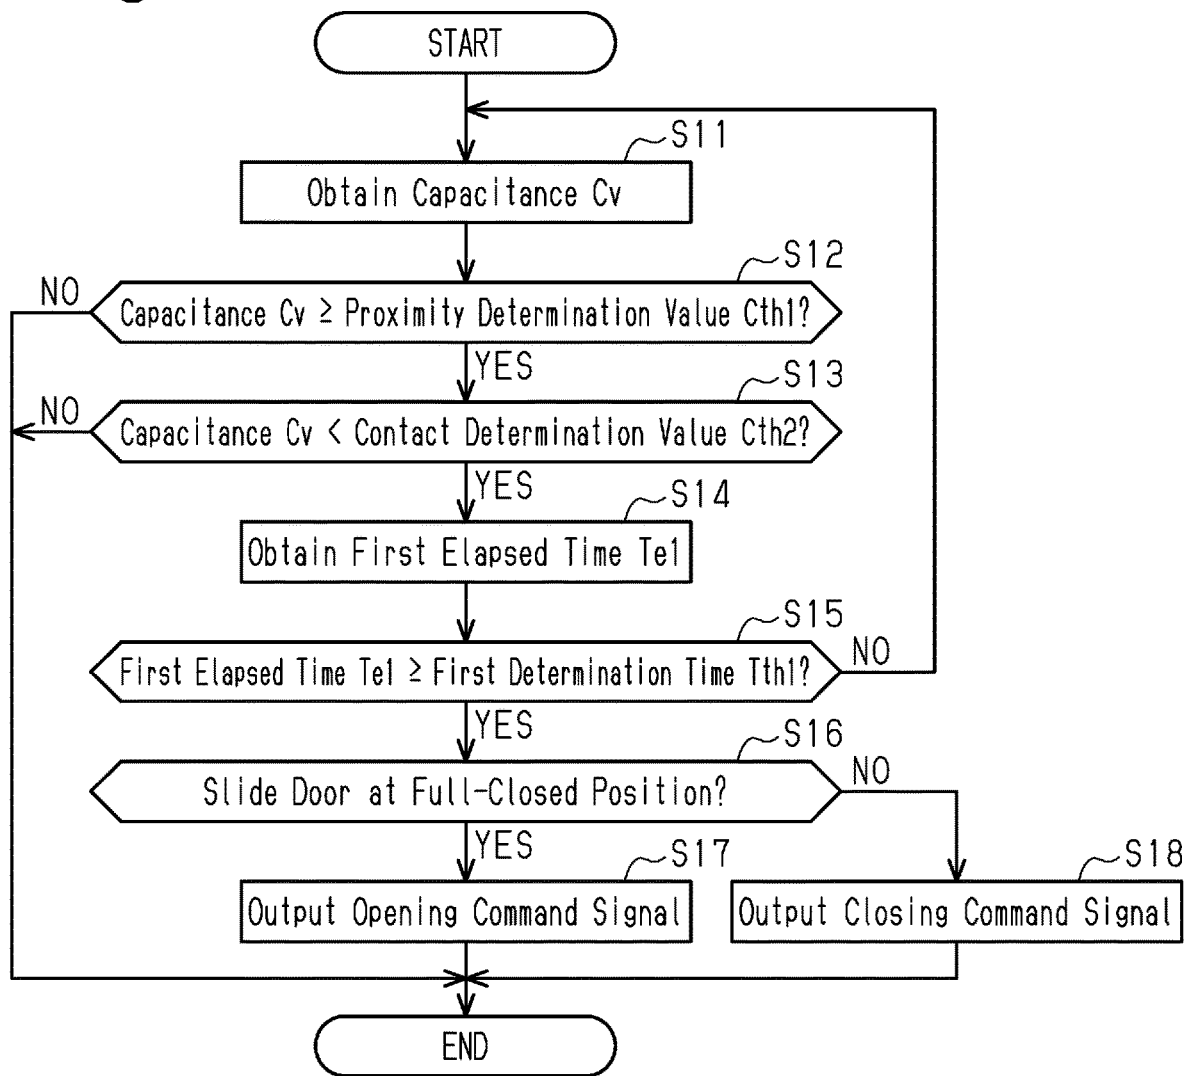 START
S11
Obtain Capacitance Cv
S12
NO
Capacitance Cv ≥ Proximity Determination Value Cth1?
YES
S13
NO
Capacitance Cv < Contact Determination Value Cth2?
YES
S14
Obtain First Elapsed Time Te1
S15
First Elapsed Time Te1 ≥ First Determination Time Tth1?
NO
YES
S16
Slide Door at Full-Closed Position?
NO
YES
S17
S18
Output Opening Command Signal
Output Closing Command Signal
END